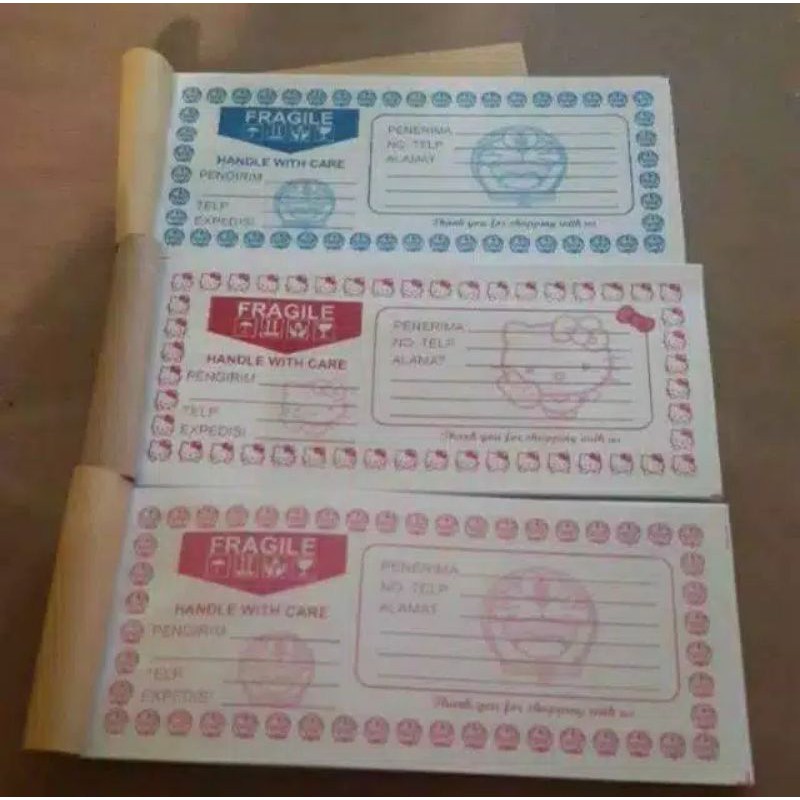 FRAGILE
HANDLE WITH CARE
PENGIRIM
TELP
EXPEDISI
PENERIMA
NO. TELP
ALAMAT
Thank you for shopping with us
FRAGILE
HANDLE WITH CARE
PENGIRIM
TELP
EXPEDISI
PENERIMA
NO. TELP
ALAMAT
Thank you for shopping with us
FRAGILE
HANDLE WITH CARE
PENGIRIM
TELP
EXPEDISI
PENERIMA
NO. TELP
ALAMAT
Thank you for shopping with us